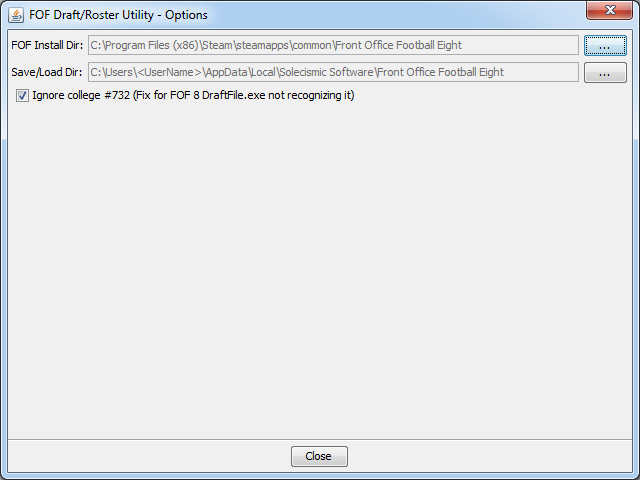 FOF Draft/Roster Utility - Options
FOF Install Dir: C:\Program Files (x86)\Steam\steamapps\common\Front Office Football Eight ...
Save/Load Dir: C:\Users\<UserName>\AppData\Local\Solecismic Software\Front Office Football Eight ...
Ignore college #732 (Fix for FOF 8 DraftFile.exe not recognizing it)
Close